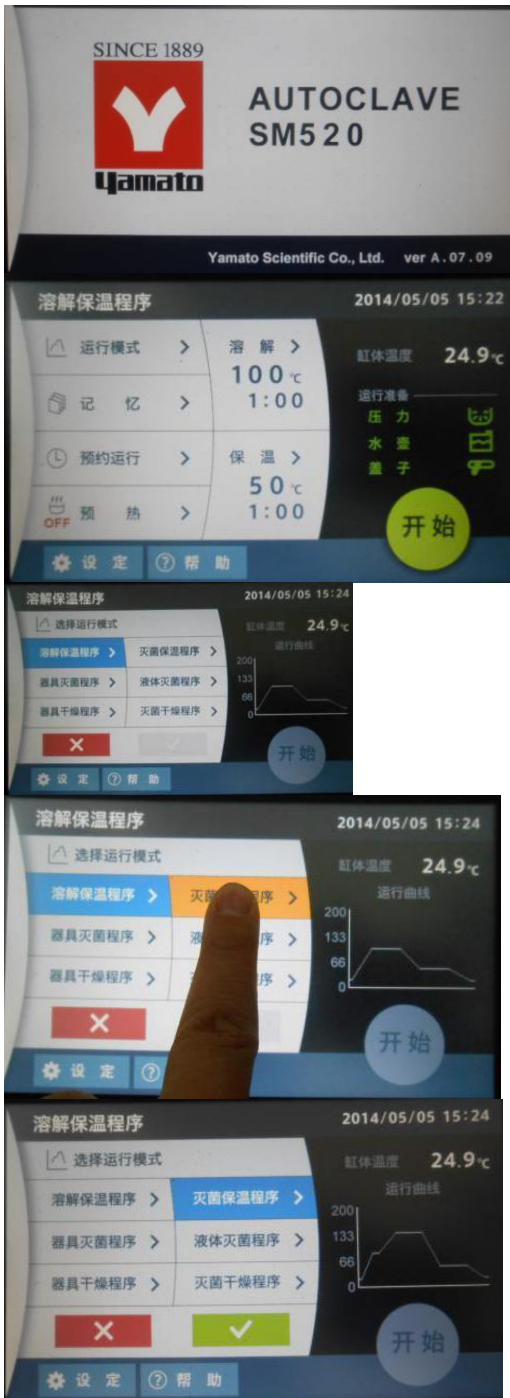 SINCE 1889
Yamato
AUTOCLAVE
SM520
Yamato Scientific Co., Ltd. ver A.07.09
溶解保温程序 2014/05/05 15:22
运行模式 >
记 忆 >
预约运行 >
OFF 预 热 >
溶 解 >
100℃
1:00
保 温 >
50℃
1:00
缸体温度 24.9℃
运行准备
压 力
水 壶
盖 子
开始
设 定 ? 帮 助
溶解保温程序 2014/05/05 15:24
选择运行模式
溶解保温程序 > 灭菌保温程序 >
器具灭菌程序 > 液体灭菌程序 >
器具干燥程序 > 灭菌干燥程序 >
缸体温度 24.9℃
运行曲线
200
133
66
0
开始
设 定 ? 帮 助
溶解保温程序 2014/05/05 15:24
选择运行模式
溶解保温程序 > 灭 序 >
器具灭菌程序 > 液 序 >
器具干燥程序 > 序 >
缸体温度 24.9℃
运行曲线
200
133
66
0
开始
设 定 ?
溶解保温程序 2014/05/05 15:24
选择运行模式
溶解保温程序 > 灭菌保温程序 >
器具灭菌程序 > 液体灭菌程序 >
器具干燥程序 > 灭菌干燥程序 >
缸体温度 24.9℃
运行曲线
200
133
66
0
开始
设 定 ? 帮 助